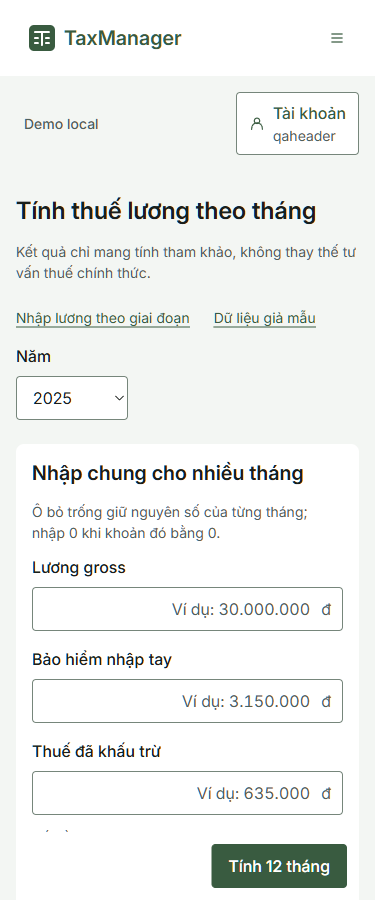 TaxManager
Demo local
Tài khoản
qaheader
Tính thuế lương theo tháng
Kết quả chỉ mang tính tham khảo, không thay thế tư
vấn thuế chính thức.
Nhập lương theo giai đoạn
Dữ liệu giả mẫu
Năm
2025
Nhập chung cho nhiều tháng
Ô bỏ trống giữ nguyên số của từng tháng;
nhập 0 khi khoản đó bằng 0.
Lương gross
Ví dụ: 30.000.000 đ
Bảo hiểm nhập tay
Ví dụ: 3.150.000 đ
Thuế đã khấu trừ
Ví dụ: 635.000 đ
Tính 12 tháng